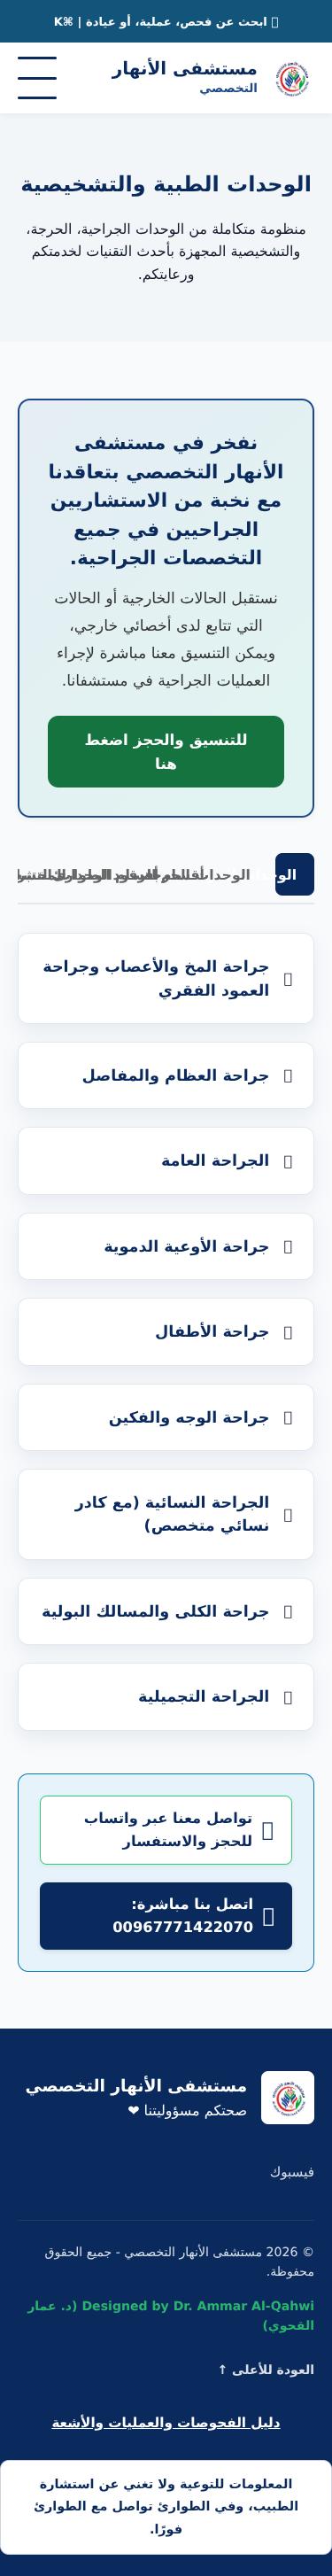 ابحث عن فحص، عملية، أو عيادة | ⌘K
مستشفى الأنهار
التخصصي
الوحدات الطبية والتشخيصية
منظومة متكاملة من الوحدات الجراحية، الحرجة،
والتشخيصية المجهزة بأحدث التقنيات لخدمتكم
ورعايتكم.
نفخر في مستشفى
الأنهار التخصصي بتعاقدنا
مع نخبة من الاستشاريين
الجراحيين في جميع
التخصصات الجراحية.
نستقبل الحالات الخارجية أو الحالات
التي تتابع لدى أخصائي خارجي،
ويمكن التنسيق معنا مباشرة لإجراء
العمليات الجراحية في مستشفانا.
للتنسيق والحجز اضغط
هنا
جراحة المخ والأعصاب وجراحة
العمود الفقري
جراحة العظام والمفاصل
الجراحة العامة
جراحة الأوعية الدموية
جراحة الأطفال
جراحة الوجه والفكين
الجراحة النسائية (مع كادر
نسائي متخصص)
جراحة الكلى والمسالك البولية
الجراحة التجميلية
تواصل معنا عبر واتساب
للحجز والاستفسار
اتصل بنا مباشرة:
00967771422070
مستشفى الأنهار التخصصي
صحتكم مسؤوليتنا ❤
فيسبوك
© 2026 مستشفى الأنهار التخصصي - جميع الحقوق
محفوظة.
Designed by Dr. Ammar Al-Qahwi (د. عمار
القحوي)
العودة للأعلى ↑
دليل الفحوصات والعمليات والأشعة
المعلومات للتوعية ولا تغني عن استشارة
الطبيب، وفي الطوارئ تواصل مع الطوارئ
فورًا.